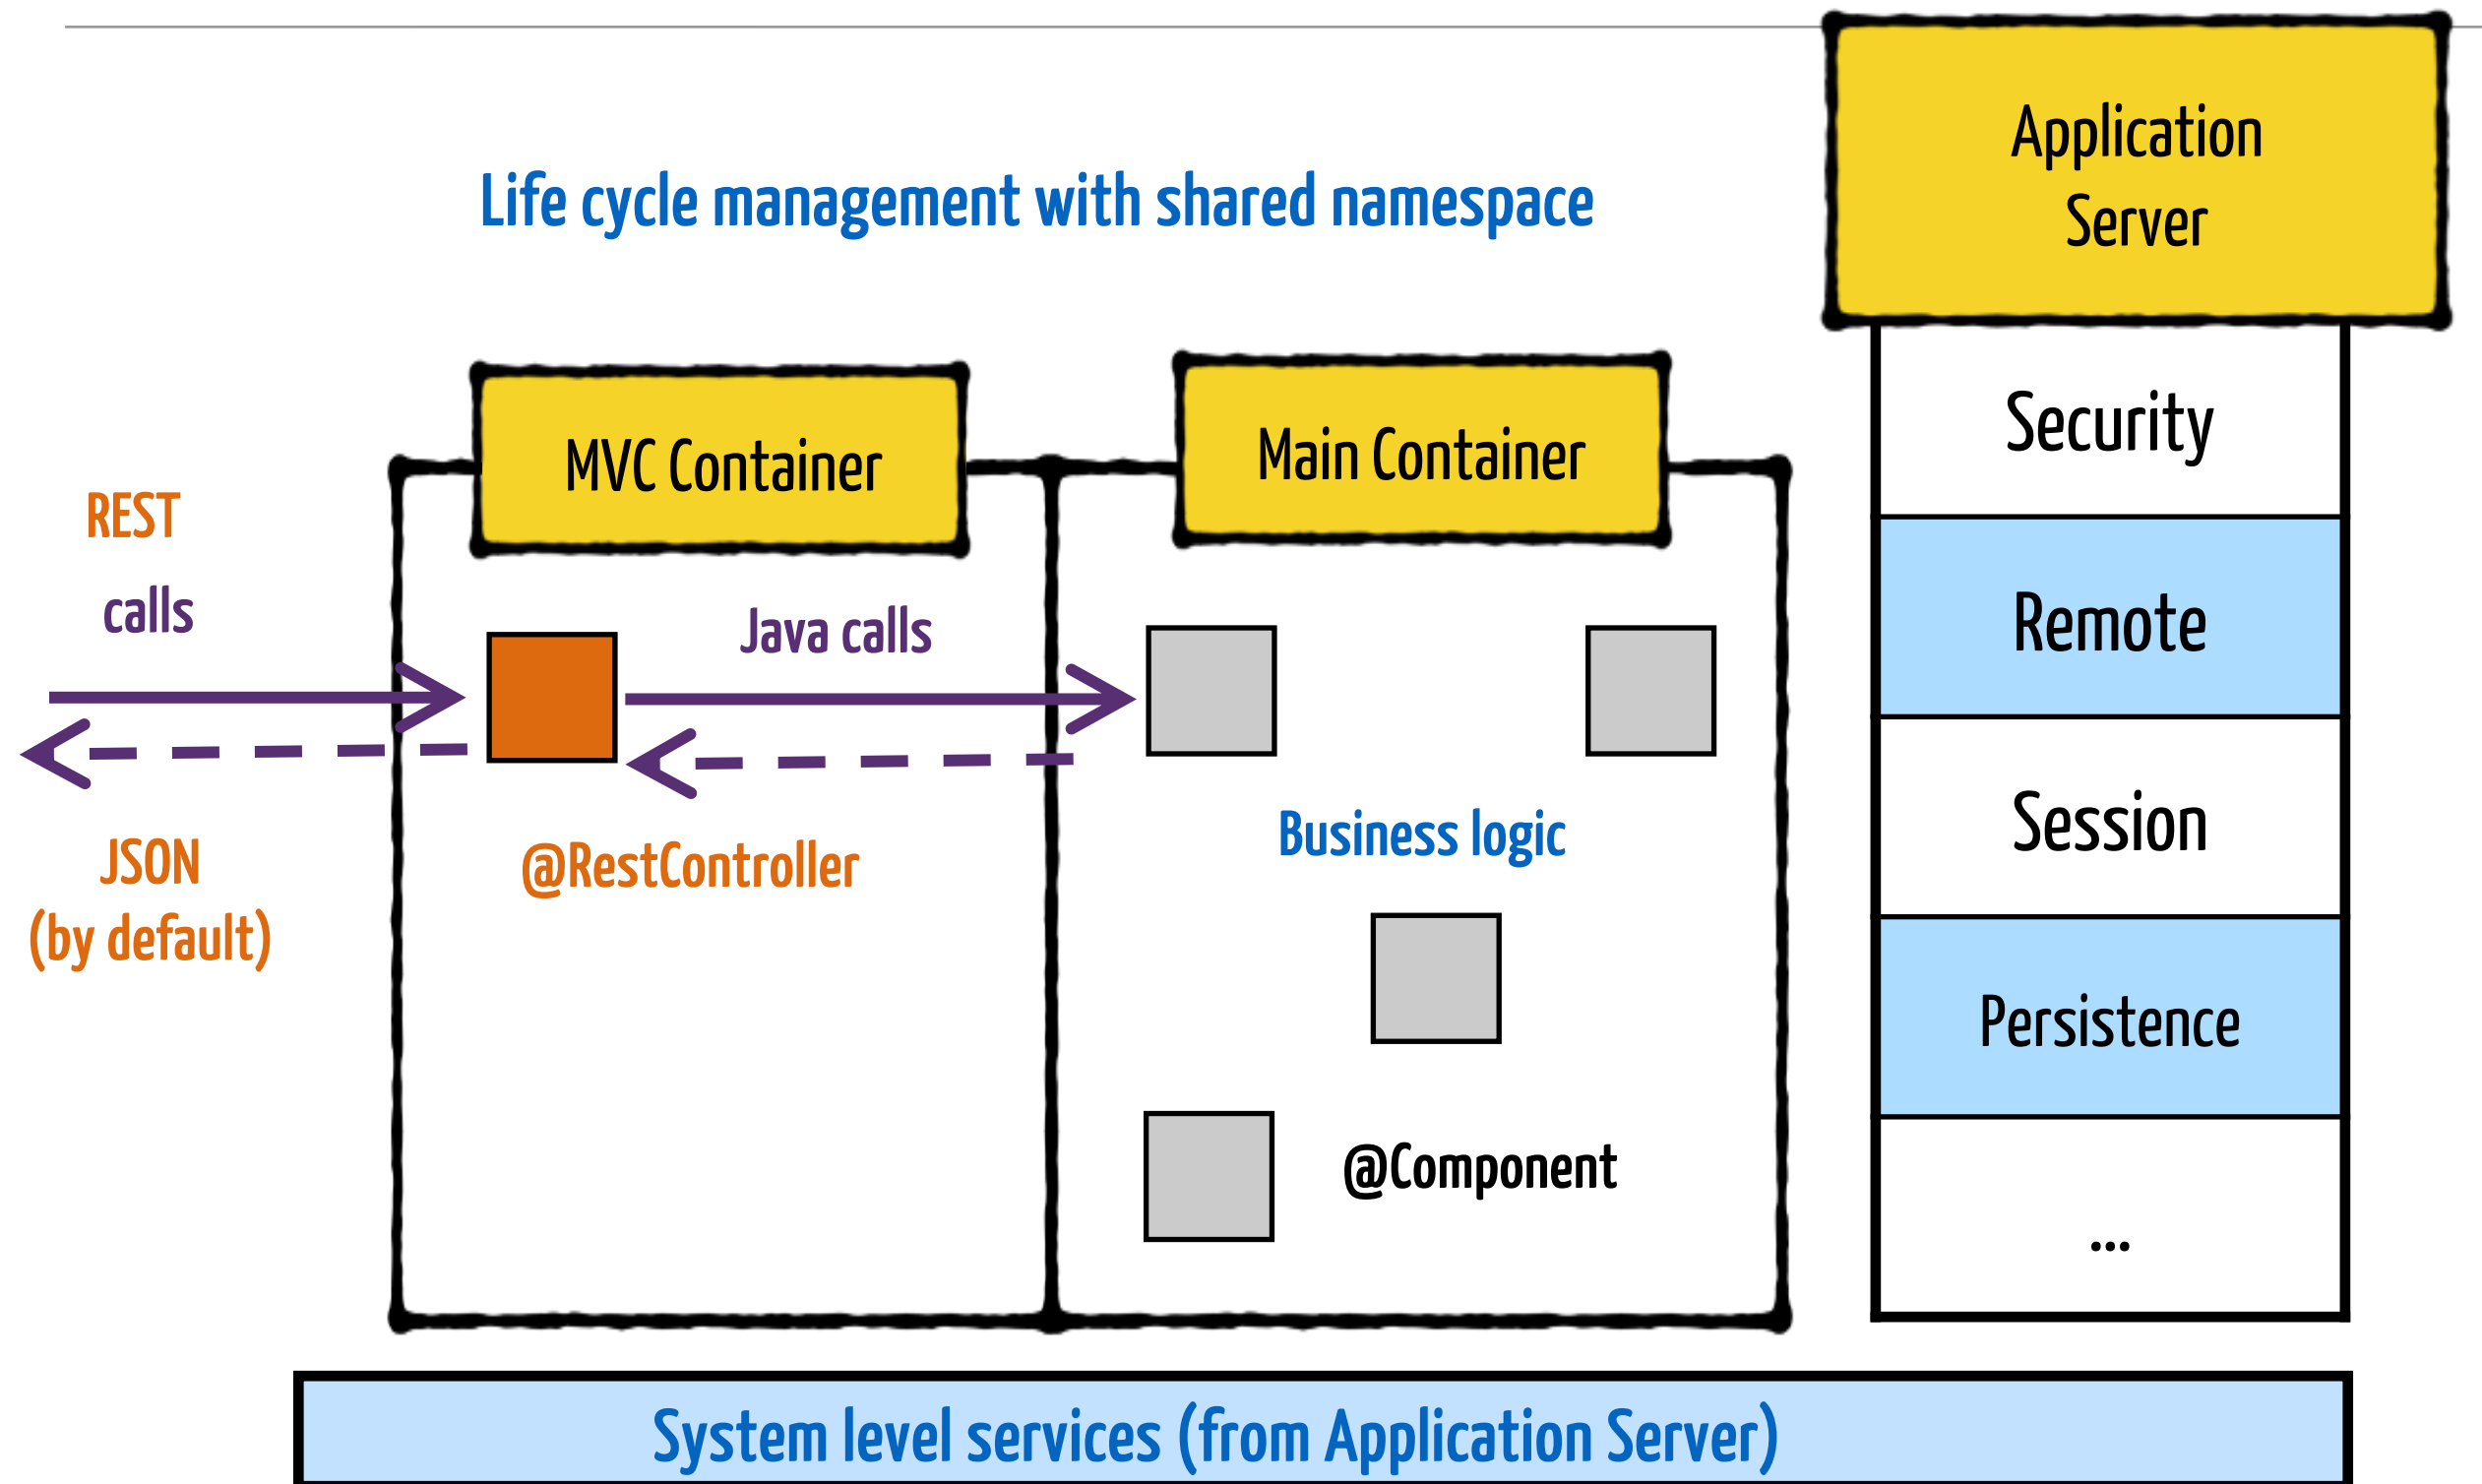 Life cycle management with shared namespace
Application
Server
MVC Container
Main Container
Security
REST
calls
Java calls
Remote
JSON
(by default)
@RestController
Business logic
Session
@Component
Persistence
...
System level services (from Application Server)